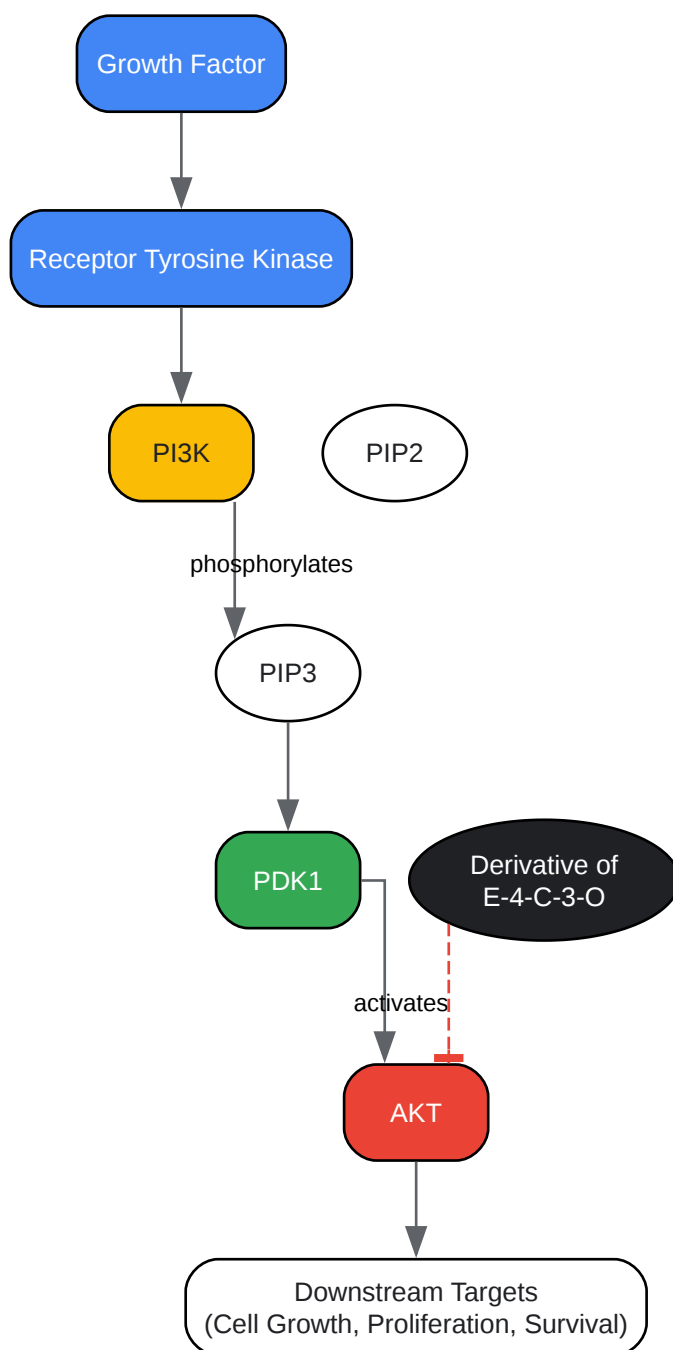 Growth Factor
Receptor Tyrosine Kinase
PI3K
PIP2
phosphorylates
PIP3
PDK1
Derivative of
E-4-C-3-O
activates
AKT
Downstream Targets
(Cell Growth, Proliferation, Survival)